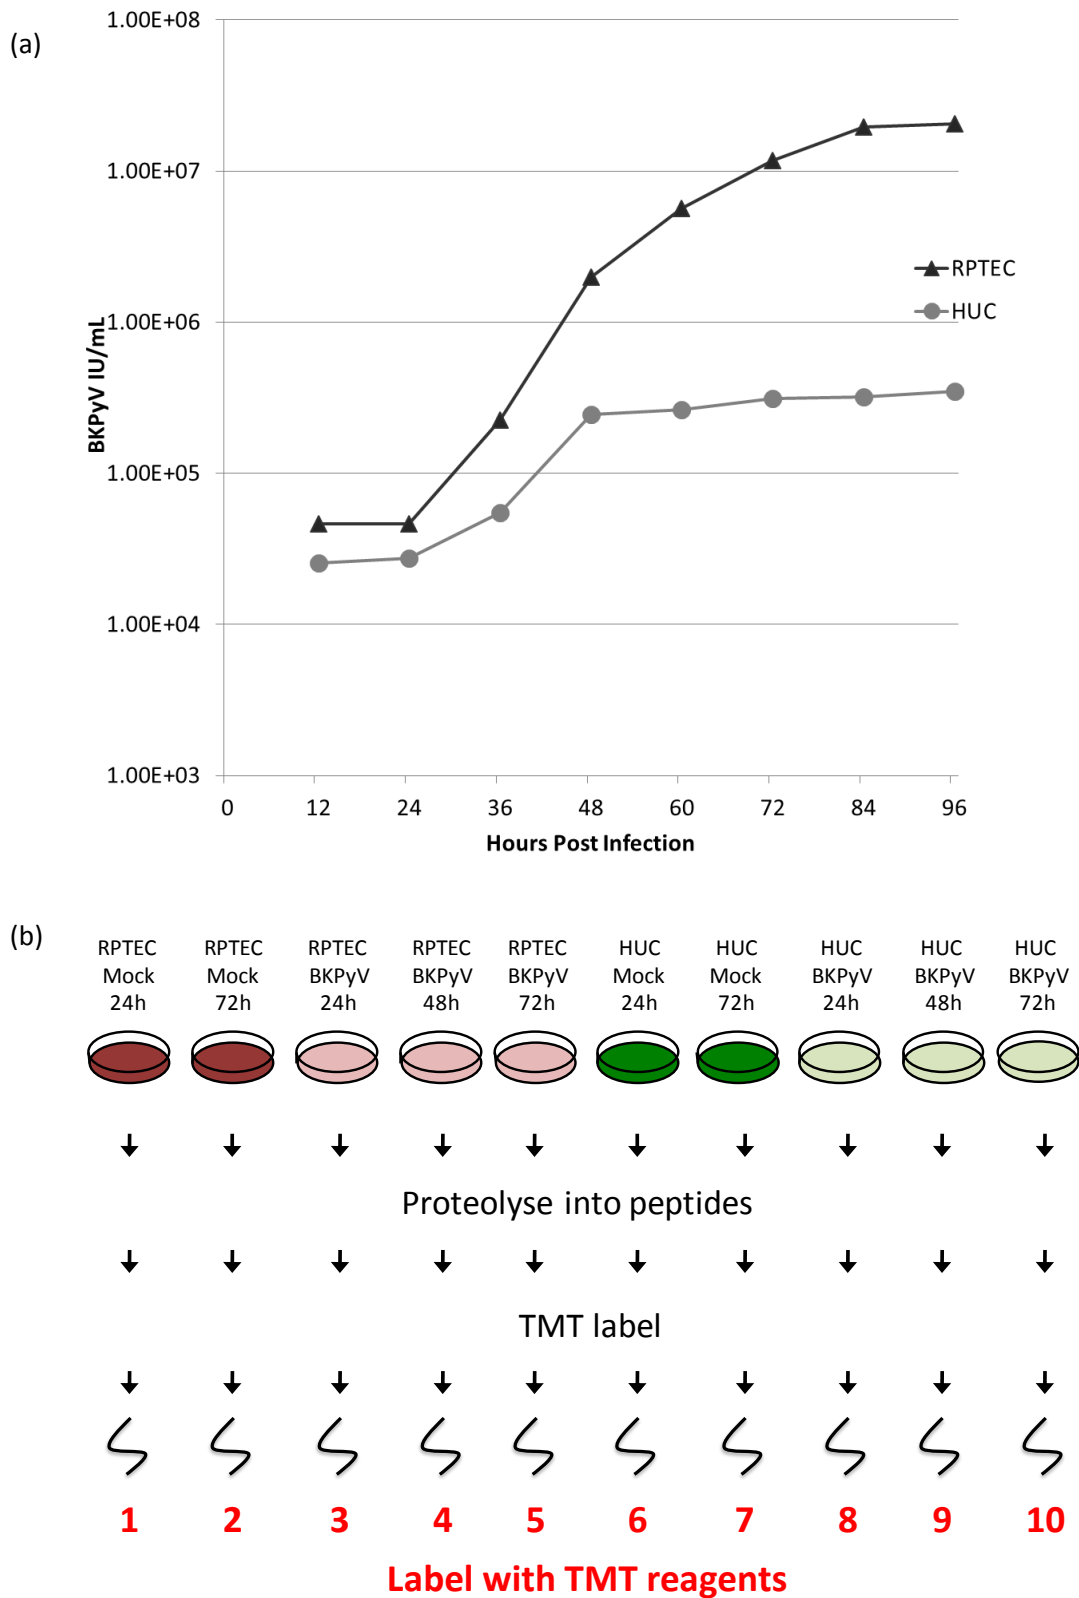 (a)
1.00E+08
1.00E+07
1.00E+06
1.00E+05
1.00E+04
1.00E+03
BKPyV IU/mL
RPTEC
HUC
0 12 24 36 48 60 72 84 96
Hours Post Infection
(b)
RPTEC RPTEC RPTEC RPTEC RPTEC HUC HUC HUC HUC HUC
Mock Mock BKPyV BKPyV BKPyV Mock Mock BKPyV BKPyV BKPyV
24h 72h 24h 48h 72h 24h 72h 24h 48h 72h
Proteolyse into peptides
TMT label
1 2 3 4 5 6 7 8 9 10
Label with TMT reagents